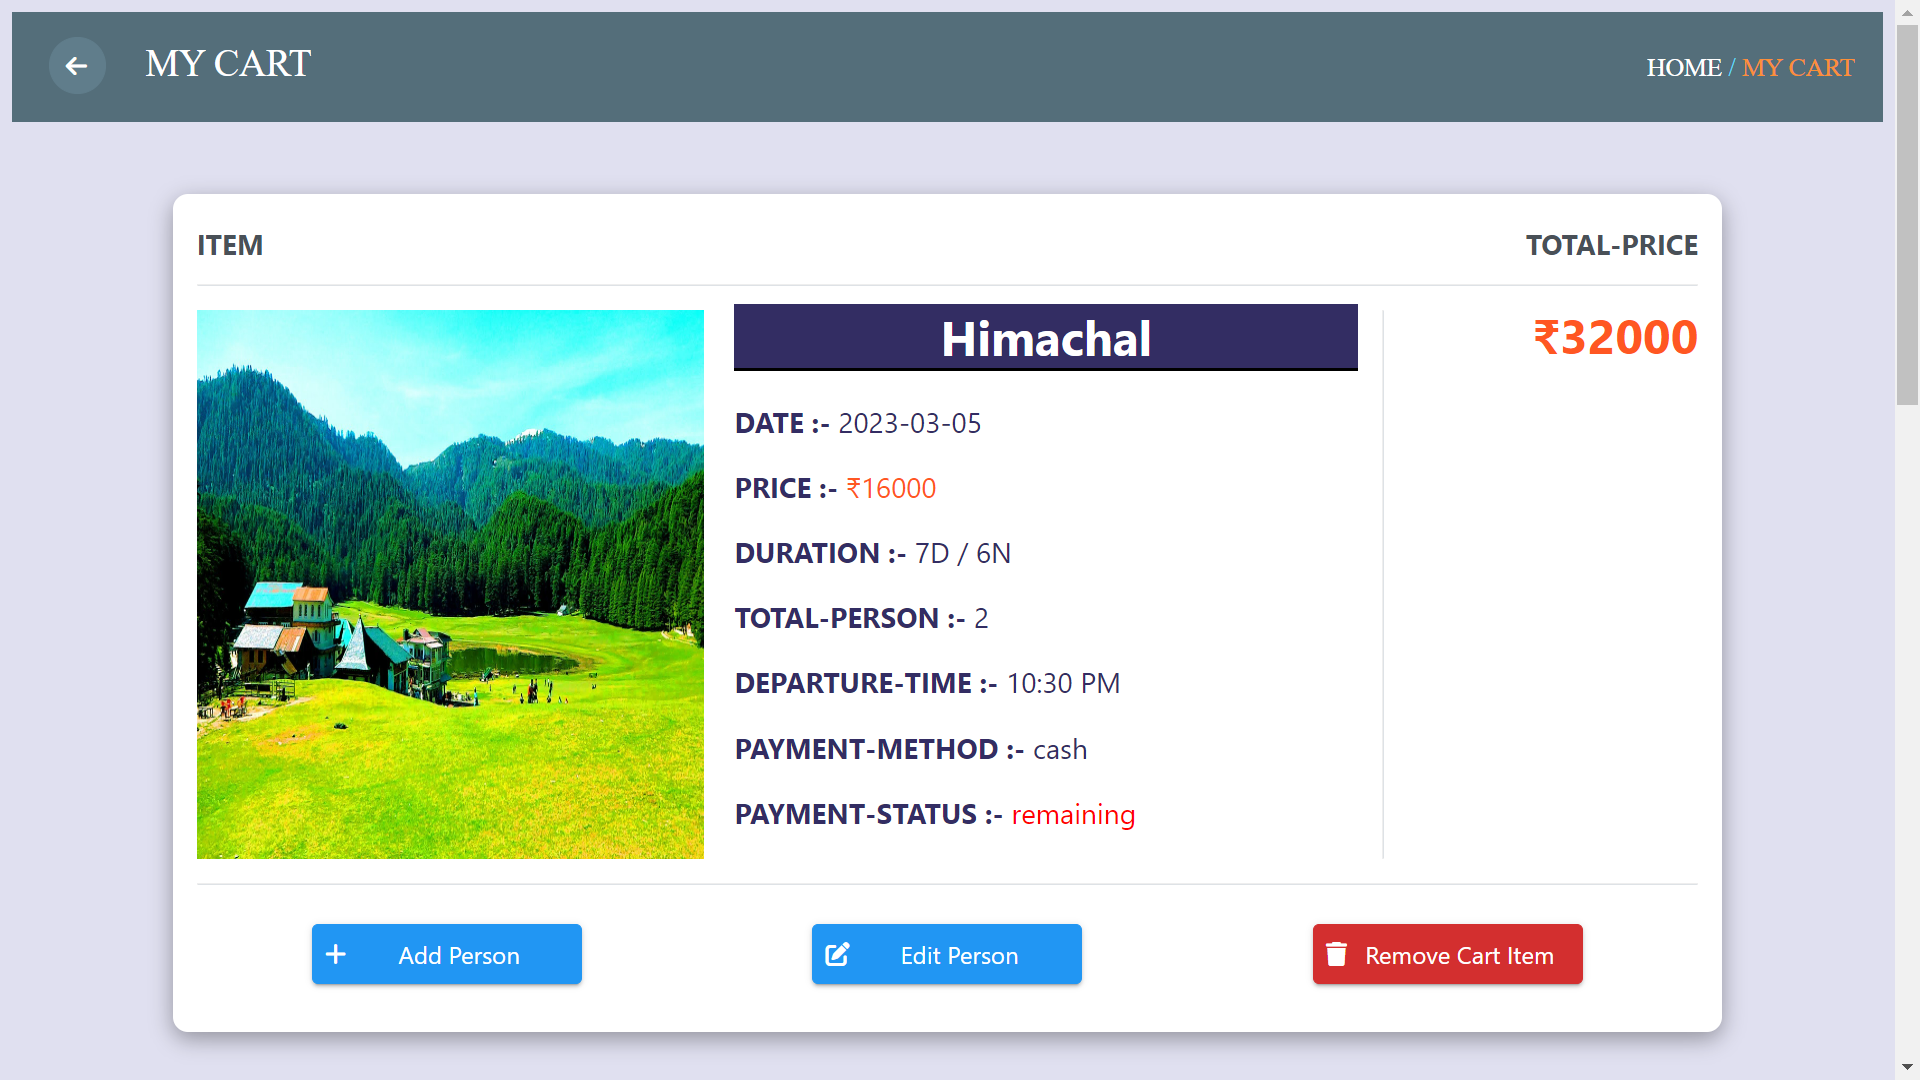 MY CART
HOME / MY CART
ITEM
TOTAL-PRICE
Himachal
₹32000
DATE :- 2023-03-05
PRICE :- ₹16000
DURATION :- 7D / 6N
TOTAL-PERSON :- 2
DEPARTURE-TIME :- 10:30 PM
PAYMENT-METHOD :- cash
PAYMENT-STATUS :- remaining
Add Person
Edit Person
Remove Cart Item